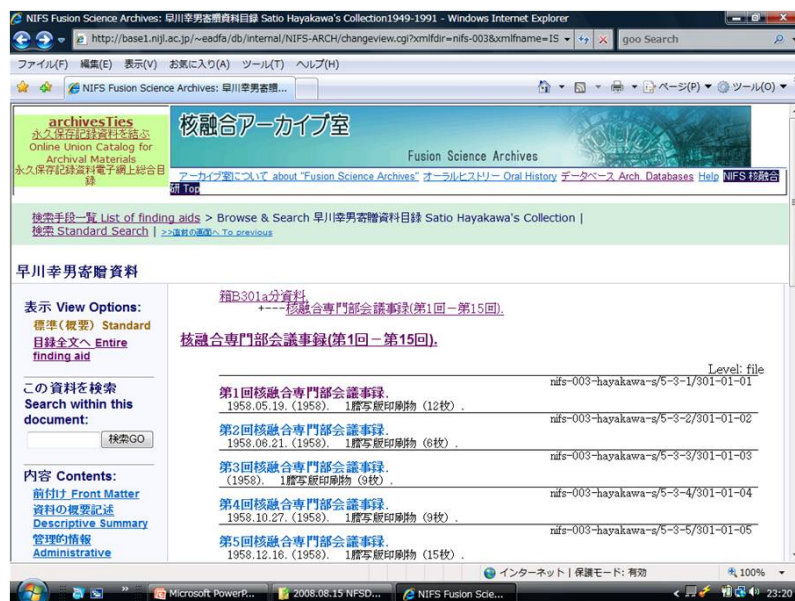 NIFS Fusion Science Archives: 早川幸男寄贈資料目録 Satio Hayakawa's Collection1949-1991 - Windows Internet Explorer
http://base1.nijl.ac.jp/~eadfa/db/internal/NIFS-ARCH/changeview.cgi?xmlfdir=nifs-003&xmlfname=IS
goo Search
ファイル(F) 編集(E) 表示(V) お気に入り(A) ツール(T) ヘルプ(H)
NIFS Fusion Science Archives: 早川幸男寄贈...
ページ(P) ツール(O)
archivesTies
永久保存記録資料を結ぶ
Online Union Catalog for
Archival Materials
永久保存記録資料電子網上総合目
録
核融合アーカイブ室
Fusion Science Archives
アーカイブ室について about "Fusion Science Archives" オーラルヒストリー Oral History データベース Arch. Databases Help NIFS 核融合
研 Top
検索手段一覧 List of finding aids > Browse & Search 早川幸男寄贈資料目録 Satio Hayakawa's Collection |
検索 Standard Search | >>直前の画面へ To previous
早川幸男寄贈資料
表示 View Options:
標準(概要) Standard
目録全文へ Entire
finding aid
この資料を検索
Search within this
document:
検索GO
内容 Contents:
前付け Front Matter
資料の概要記述
Descriptive Summary
管理的情報
Administrative
箱B301a分資料.
+---核融合専門部会議事録(第1回－第15回).
核融合専門部会議事録(第1回－第15回).
Level: file
nifs-003-hayakawa-s/5-3-1/301-01-01
第1回核融合専門部会議事録.
1958.05.19. (1958). 1謄写版印刷物 (12枚) .
nifs-003-hayakawa-s/5-3-2/301-01-02
第2回核融合専門部会議事録.
1958.06.21. (1958). 1謄写版印刷物 (6枚) .
nifs-003-hayakawa-s/5-3-3/301-01-03
第3回核融合専門部会議事録.
(1958). 1謄写版印刷物 (9枚) .
nifs-003-hayakawa-s/5-3-4/301-01-04
第4回核融合専門部会議事録.
1958.10.27. (1958). 1謄写版印刷物 (9枚) .
nifs-003-hayakawa-s/5-3-5/301-01-05
第5回核融合専門部会議事録.
1958.12.16. (1958). 1謄写版印刷物 (15枚) .
インターネット | 保護モード: 有効
100%
Microsoft PowerP...
2008.08.15 NFSD...
NIFS Fusion Scie...
23:20